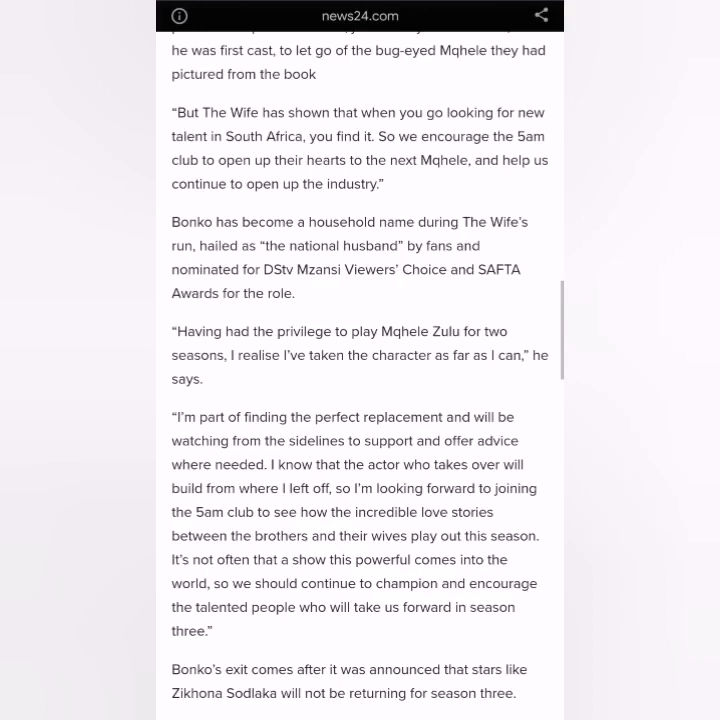 news24.com
he was first cast, to let go of the bug-eyed Mqhele they had
pictured from the book
“But The Wife has shown that when you go looking for new
talent in South Africa, you find it. So we encourage the 5am
club to open up their hearts to the next Mqhele, and help us
continue to open up the industry.”
Bonko has become a household name during The Wife’s
run, hailed as “the national husband” by fans and
nominated for DStv Mzansi Viewers’ Choice and SAFTA
Awards for the role.
“Having had the privilege to play Mqhele Zulu for two
seasons, I realise I’ve taken the character as far as I can,” he
says.
“I’m part of finding the perfect replacement and will be
watching from the sidelines to support and offer advice
where needed. I know that the actor who takes over will
build from where I left off, so I’m looking forward to joining
the 5am club to see how the incredible love stories
between the brothers and their wives play out this season.
It’s not often that a show this powerful comes into the
world, so we should continue to champion and encourage
the talented people who will take us forward in season
three.”
Bonko’s exit comes after it was announced that stars like
Zikhona Sodlaka will not be returning for season three.